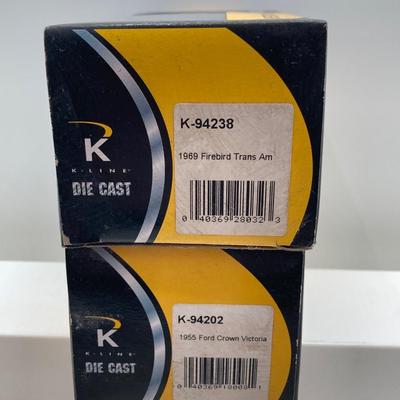 K
K-LINE®
DIE CAST
K-94238
1969 Firebird Trans Am
0 40369 28032 3
K
K-LINE®
DIE CAST
K-94202
1955 Ford Crown Victoria